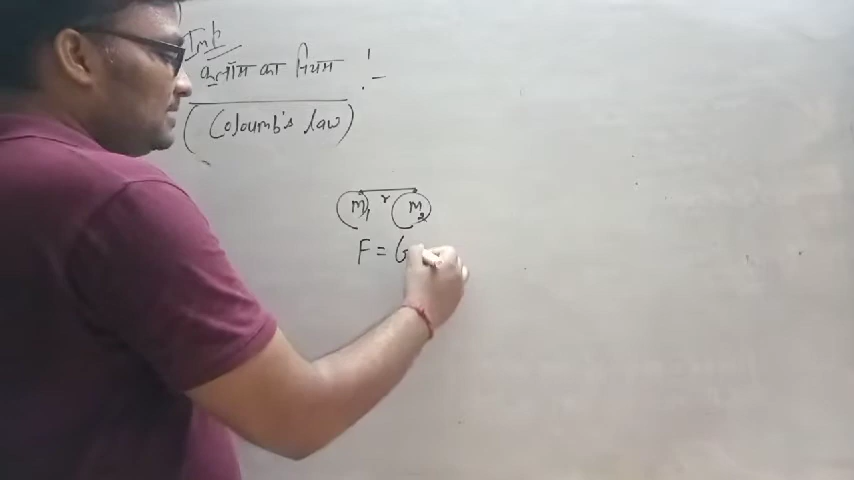 Imp
कूलॉम का नियम :-
(Coloumb's law)
r
M1 M2
F = G